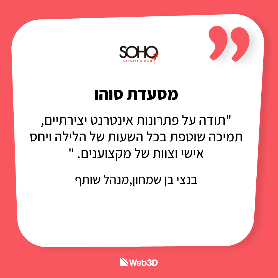 SOHO
מסעדת סוהו
"תודה על פתרונות אינטרנט יצירתיים,
תמיכה שוטפת בכל השעות של הלילה ויחס
אישי וצוות של מקצוענים. "
בנצי בן שמחון,מנהל שותף
Web3D